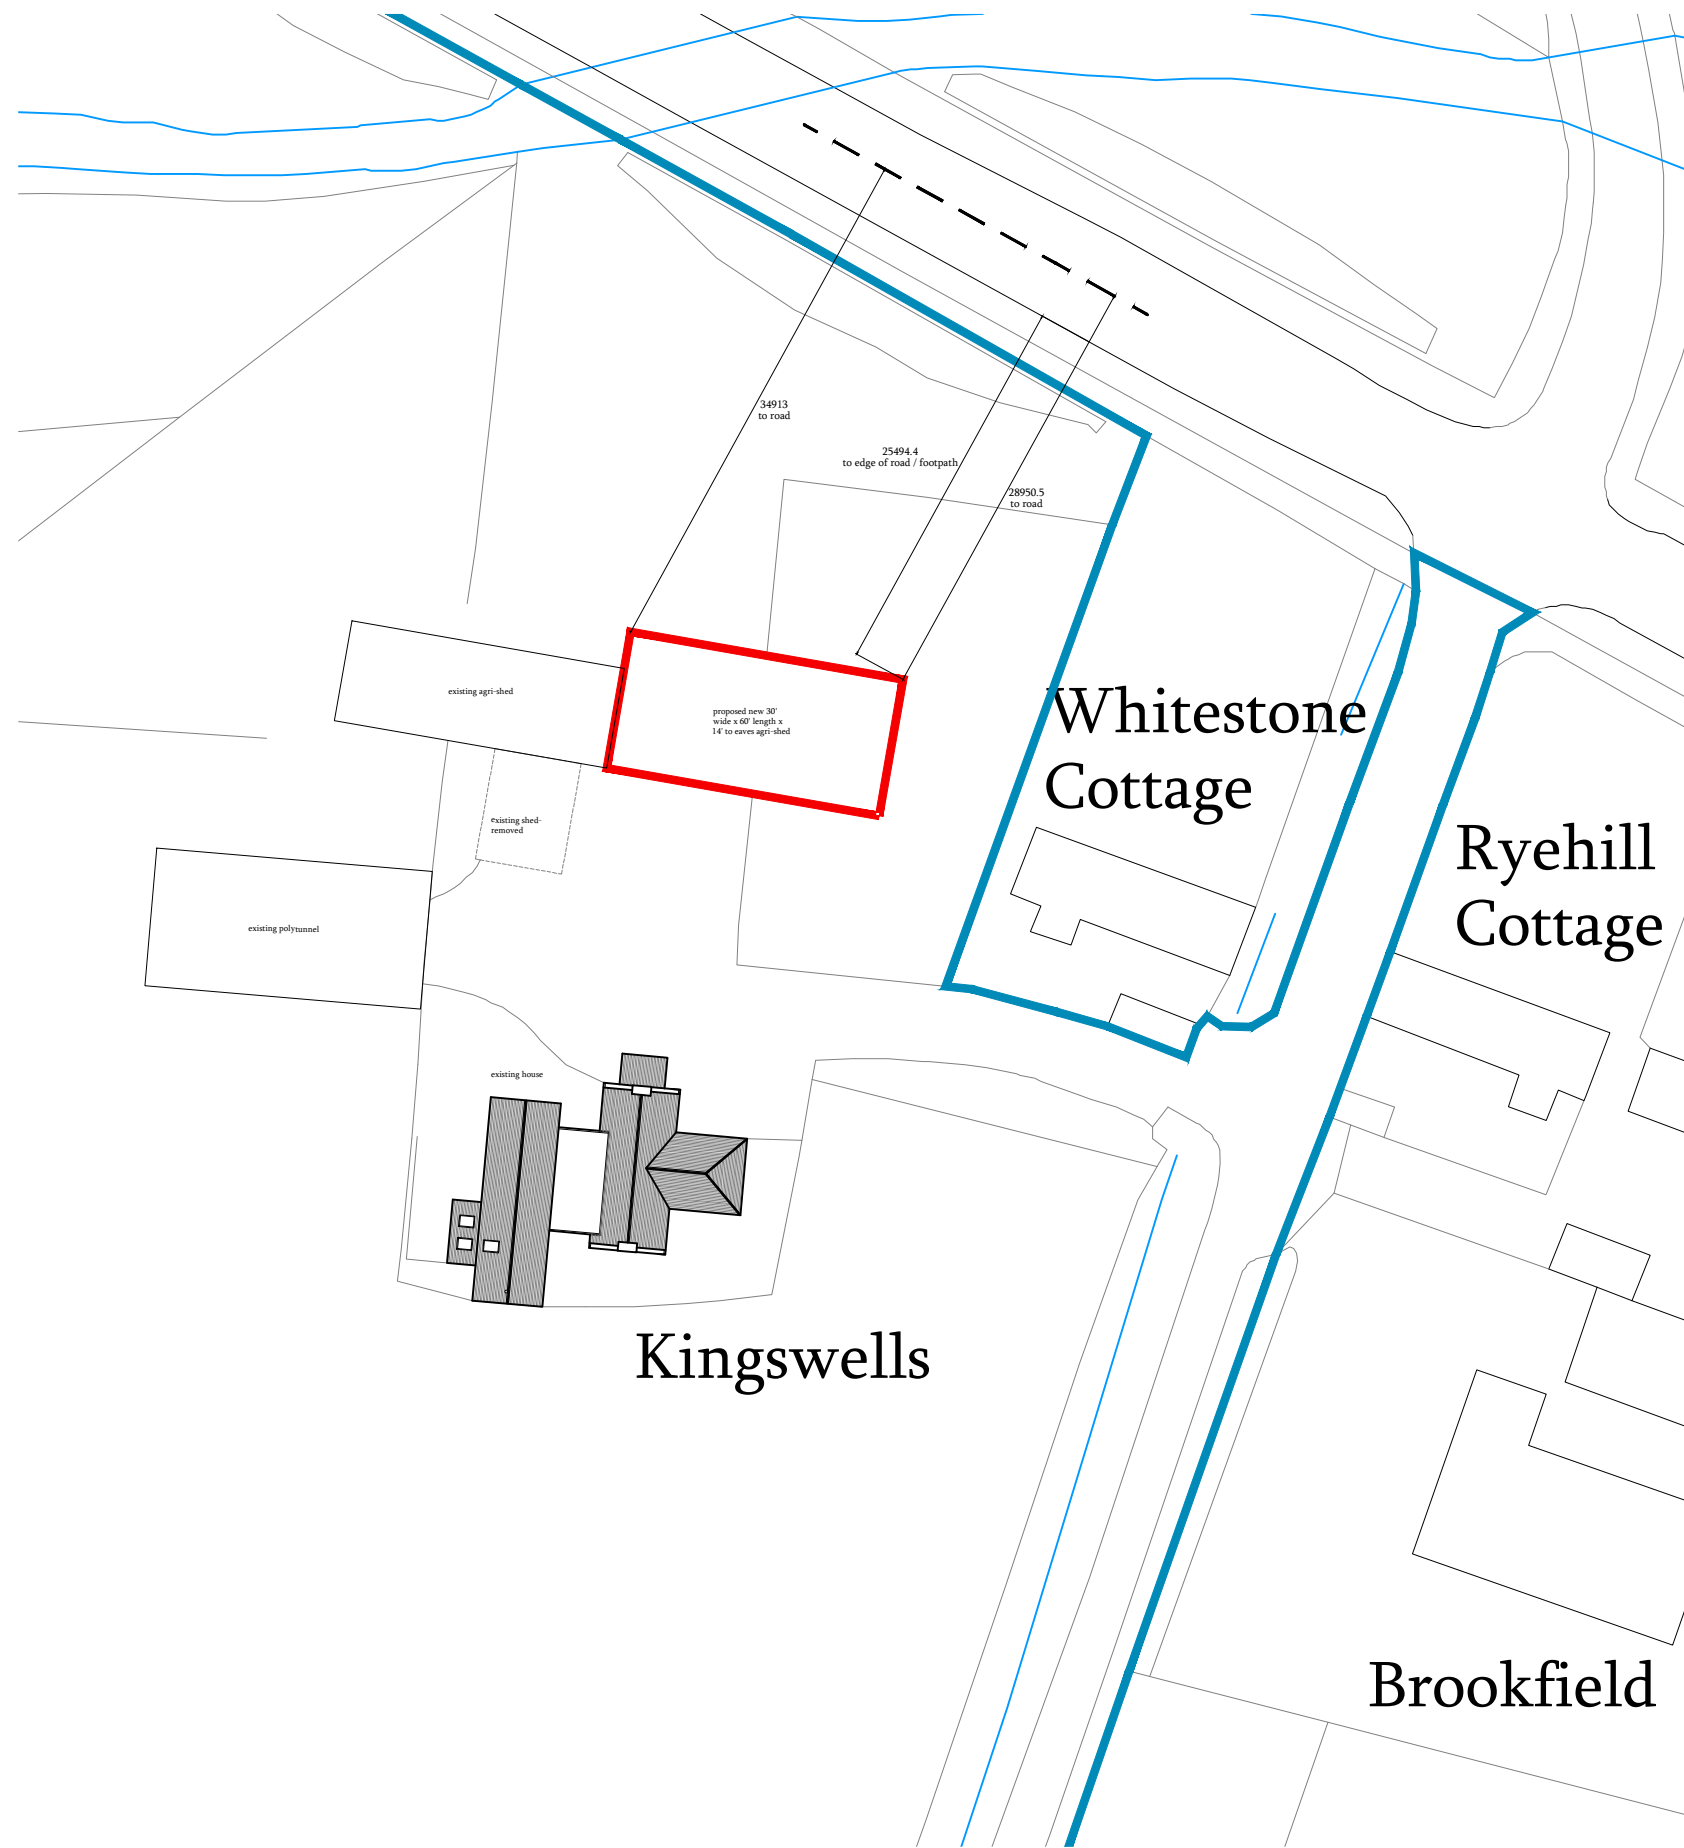 34913
to road
25494.4
to edge of road / footpath
28950.5
to road
existing agri-shed
proposed new 30'
wide x 60' length x
14' to eaves agri-shed
Whitestone
Cottage
existing shed-
removed
Ryehill
Cottage
existing polytunnel
existing house
Kingswells
Brookfield